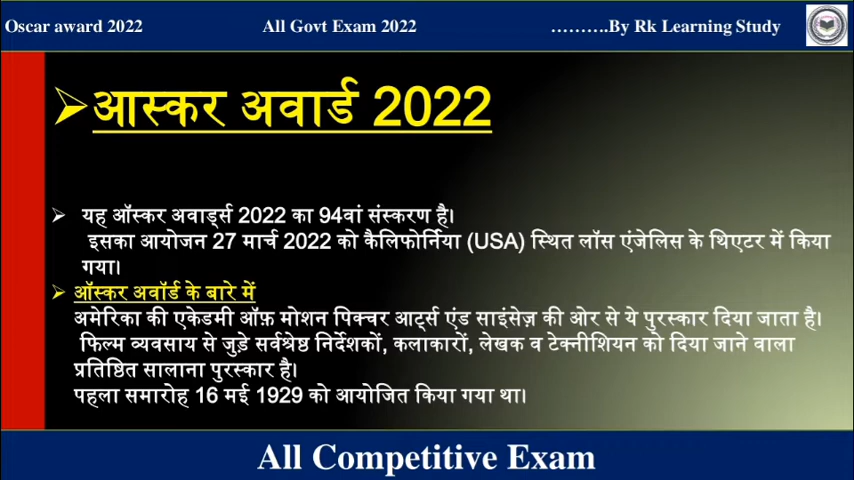 Oscar award 2022 All Govt Exam 2022 ……….By Rk Learning Study
➢आस्कर अवार्ड 2022
➢ यह ऑस्कर अवार्ड्स 2022 का 94वां संस्करण है।
इसका आयोजन 27 मार्च 2022 को कैलिफोर्निया (USA) स्थित लॉस एंजेलिस के थिएटर में किया
गया।
➢ ऑस्कर अवॉर्ड के बारे में
अमेरिका की एकेडमी ऑफ़ मोशन पिक्चर आर्ट्स एंड साइंसेज़ की ओर से ये पुरस्कार दिया जाता है।
फिल्म व्यवसाय से जुड़े सर्वश्रेष्ठ निर्देशकों, कलाकारों, लेखक व टेक्नीशियन को दिया जाने वाला
प्रतिष्ठित सालाना पुरस्कार है।
पहला समारोह 16 मई 1929 को आयोजित किया गया था।
All Competitive Exam